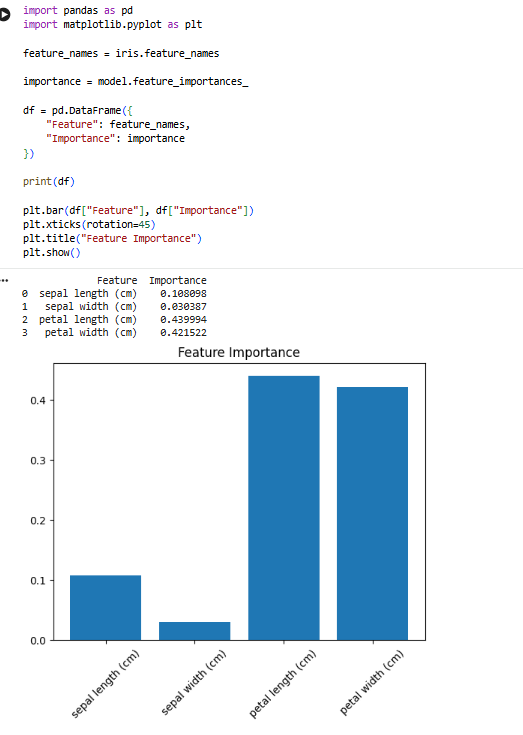 import pandas as pd
import matplotlib.pyplot as plt
feature_names = iris.feature_names
importance = model.feature_importances_
df = pd.DataFrame({
    "Feature": feature_names,
    "Importance": importance
})
print(df)
plt.bar(df["Feature"], df["Importance"])
plt.xticks(rotation=45)
plt.title("Feature Importance")
plt.show()
Feature Importance
0 sepal length (cm) 0.108098
1 sepal width (cm) 0.030387
2 petal length (cm) 0.439994
3 petal width (cm) 0.421522
Feature Importance
0.4
0.3
0.2
0.1
0.0
sepal length (cm)
sepal width (cm)
petal length (cm)
petal width (cm)